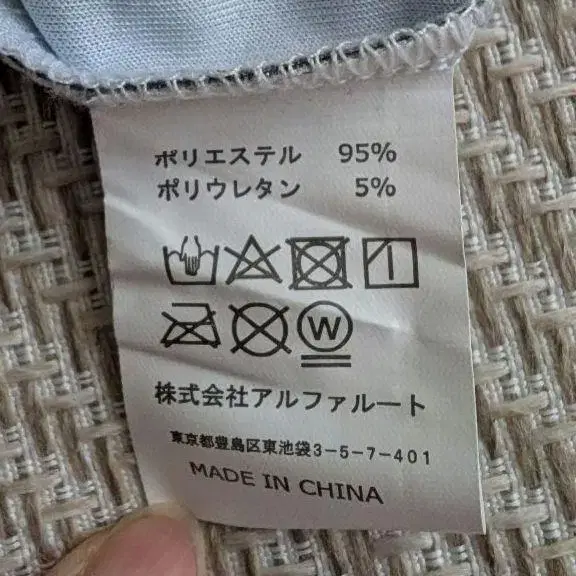 ポリエステル 95%
ポリウレタン 5%
W
株式会社アルファルート
東京都豊島区東池袋3-5-7-401
MADE IN CHINA